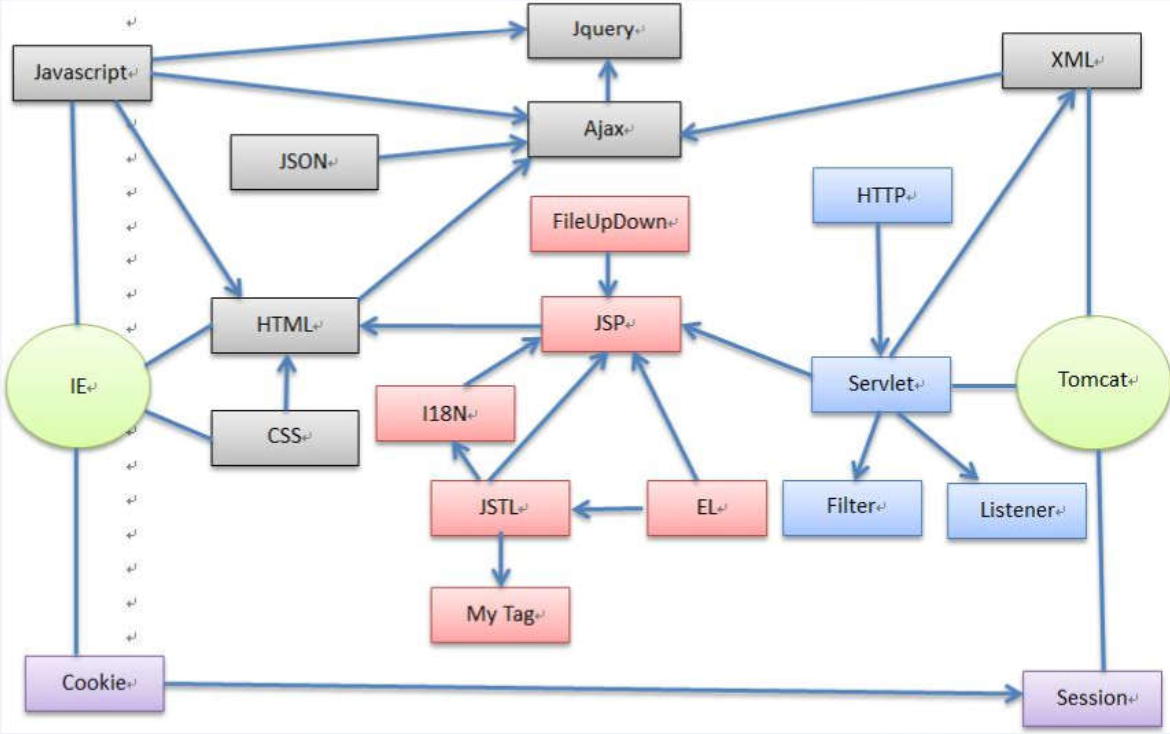 Jquery
Javascript
XML
Ajax
JSON
HTTP
FileUpDown
HTML
JSP
IE
Servlet
Tomcat
I18N
CSS
JSTL
EL
Filter
Listener
My Tag
Cookie
Session